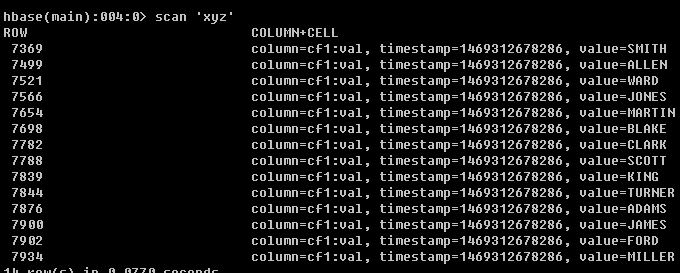 hbase(main):004:0> scan 'xyz'
ROW COLUMN+CELL
7369 column=cf1:val, timestamp=1469312678286, value=SMITH
7499 column=cf1:val, timestamp=1469312678286, value=ALLEN
7521 column=cf1:val, timestamp=1469312678286, value=WARD
7566 column=cf1:val, timestamp=1469312678286, value=JONES
7654 column=cf1:val, timestamp=1469312678286, value=MARTIN
7698 column=cf1:val, timestamp=1469312678286, value=BLAKE
7782 column=cf1:val, timestamp=1469312678286, value=CLARK
7788 column=cf1:val, timestamp=1469312678286, value=SCOTT
7839 column=cf1:val, timestamp=1469312678286, value=KING
7844 column=cf1:val, timestamp=1469312678286, value=TURNER
7876 column=cf1:val, timestamp=1469312678286, value=ADAMS
7900 column=cf1:val, timestamp=1469312678286, value=JAMES
7902 column=cf1:val, timestamp=1469312678286, value=FORD
7934 column=cf1:val, timestamp=1469312678286, value=MILLER
14 row(s) in 0.0770 seconds